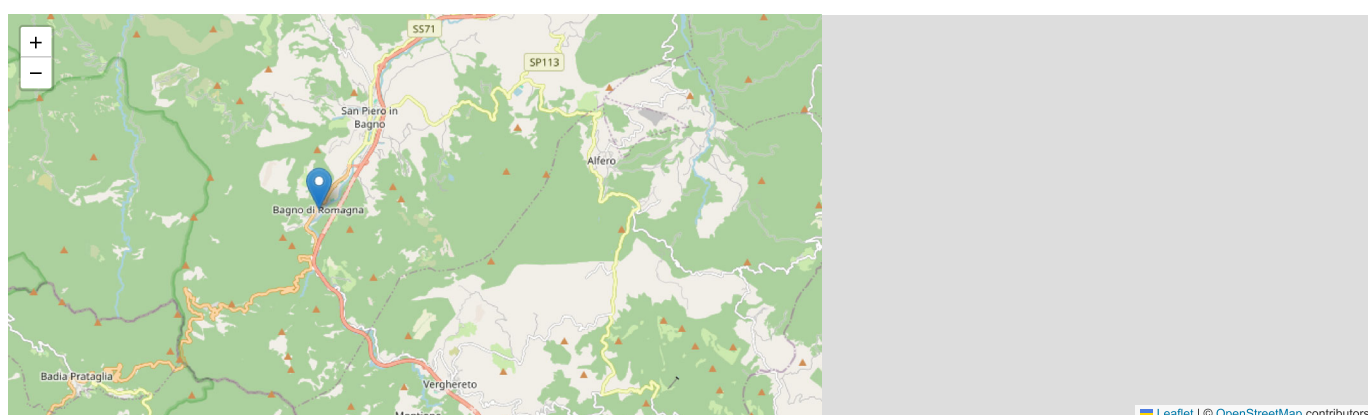 +
−
SS71
SP113
San Piero in
Bagno
Alfero
Bagno di Romagna
Badia Prataglia
Verghereto
Leaflet | © OpenStreetMap contributors